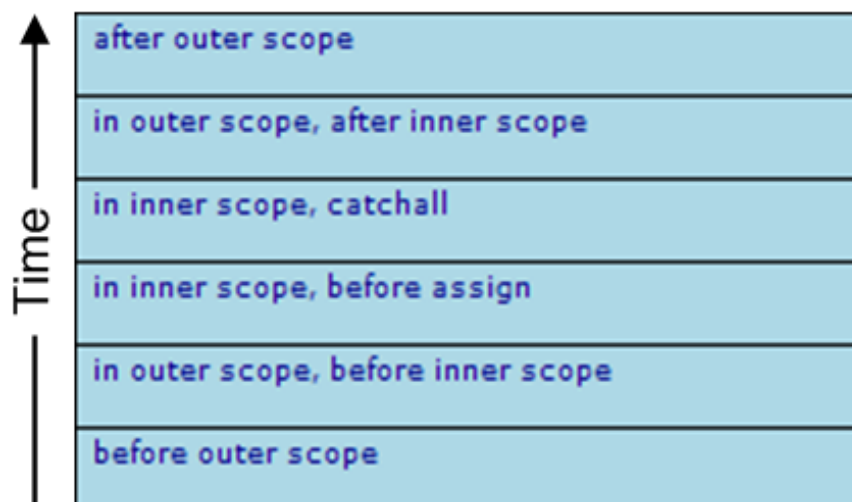 Time
after outer scope
in outer scope, after inner scope
in inner scope, catchall
in inner scope, before assign
in outer scope, before inner scope
before outer scope